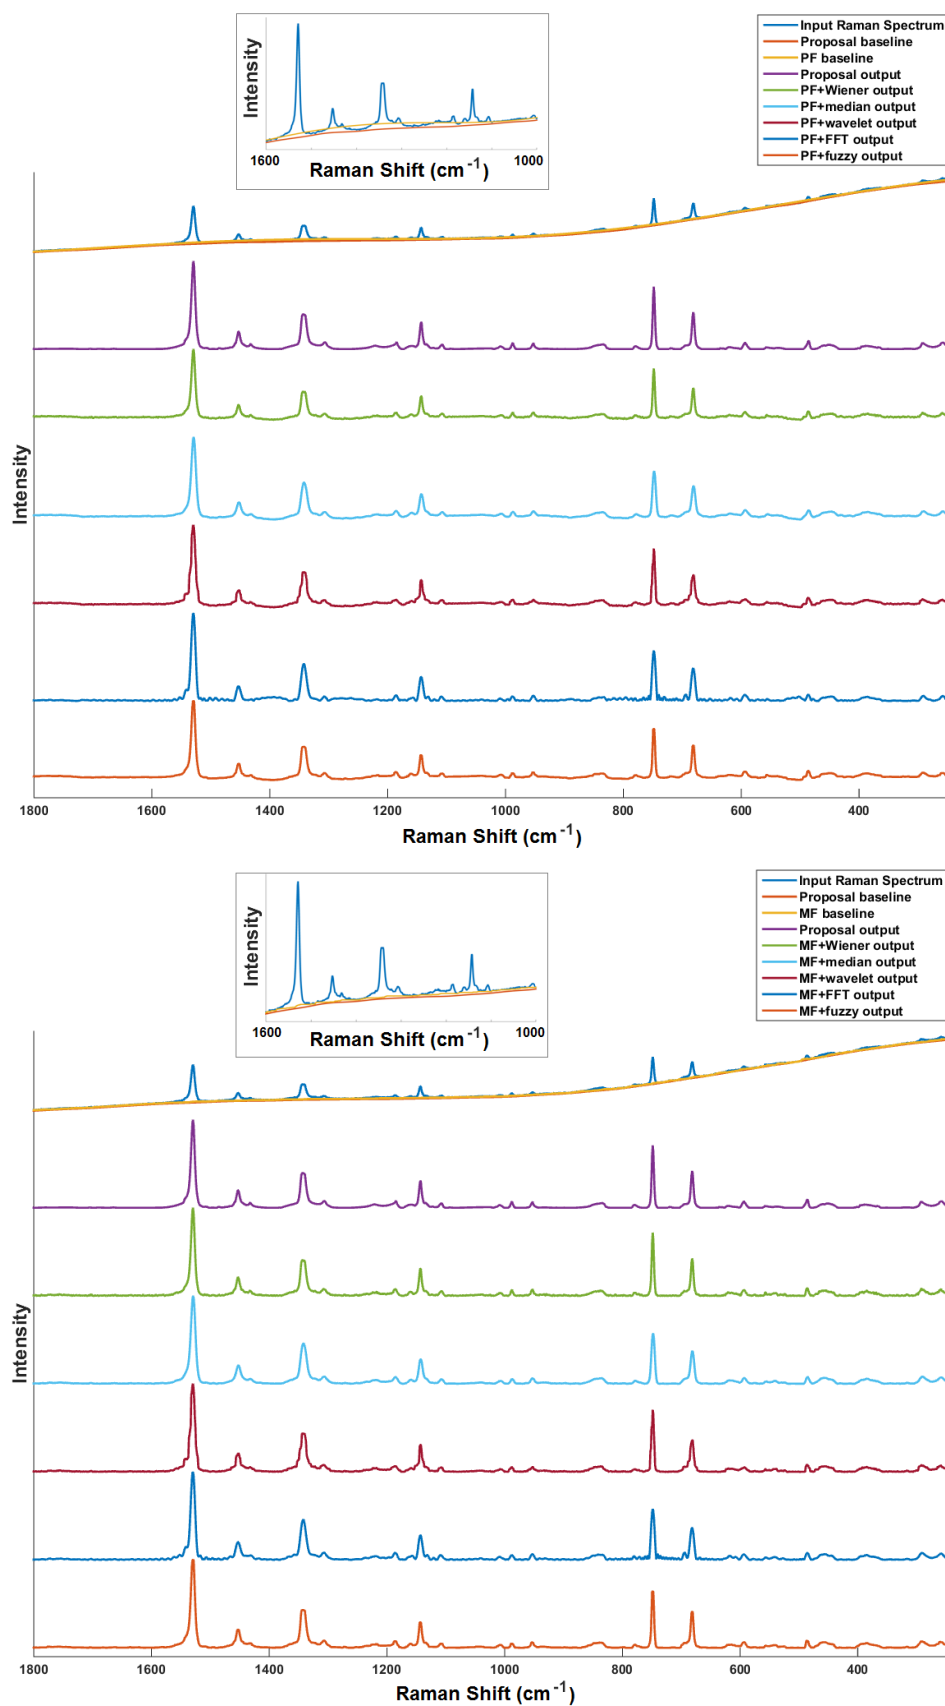 Input Raman Spectrum
Proposal baseline
PF baseline
Proposal output
PF+Wiener output
PF+median output
PF+wavelet output
PF+FFT output
PF+fuzzy output
Intensity
1600
1000
Raman Shift (cm-1)
Intensity
1800
1600
1400
1200
1000
800
600
400
Raman Shift (cm-1)
Input Raman Spectrum
Proposal baseline
MF baseline
Proposal output
MF+Wiener output
MF+median output
MF+wavelet output
MF+FFT output
MF+fuzzy output
Intensity
1600
1000
Raman Shift (cm-1)
Intensity
1800
1600
1400
1200
1000
800
600
400
Raman Shift (cm-1)